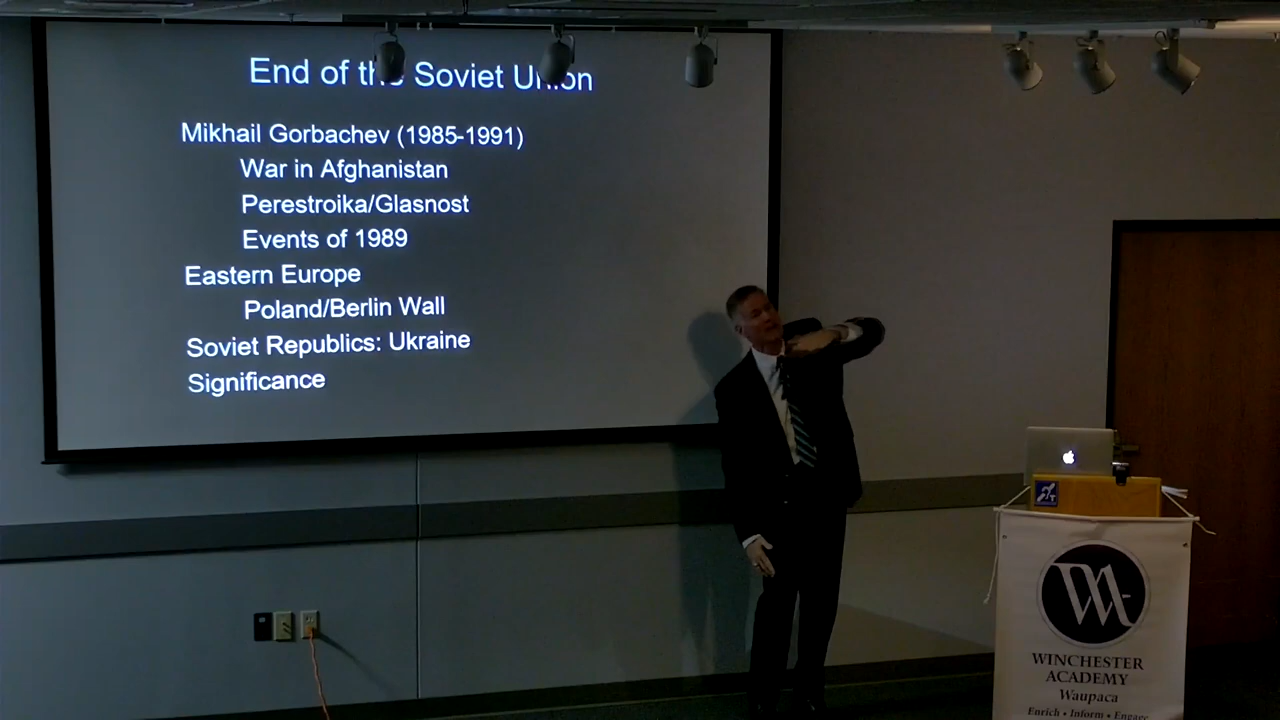 End of the Soviet Union
Mikhail Gorbachev (1985-1991)
War in Afghanistan
Perestroika/Glasnost
Events of 1989
Eastern Europe
Poland/Berlin Wall
Soviet Republics: Ukraine
Significance
T
WA
WINCHESTER
ACADEMY
Waupaca
Enrich • Inform • Engage